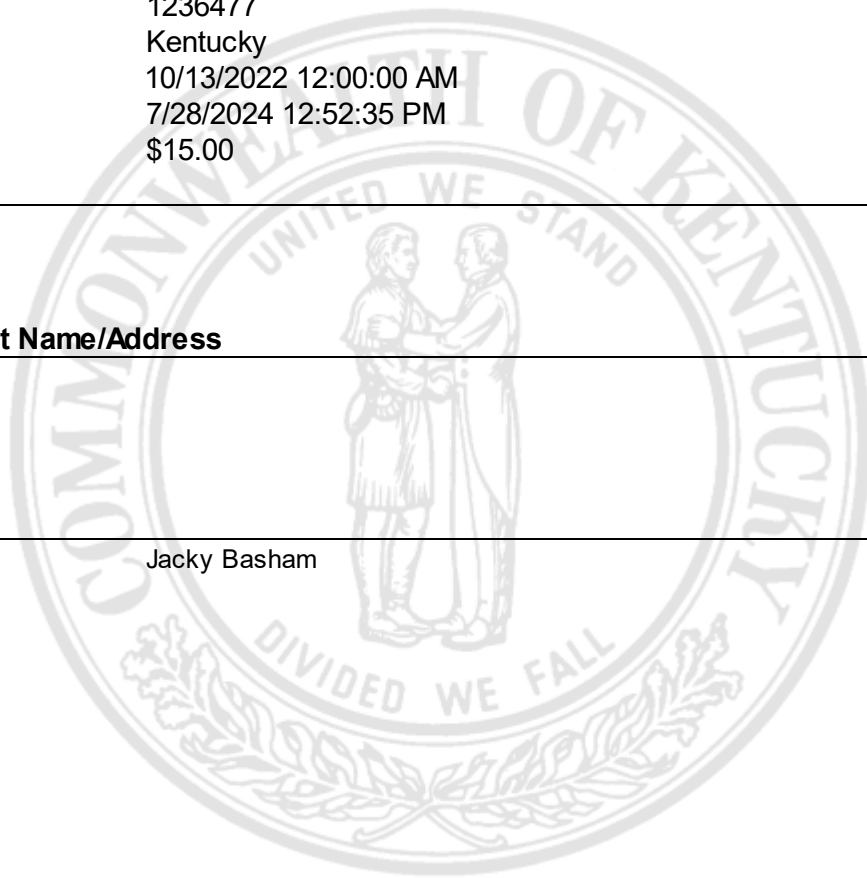 1236477
Kentucky
10/13/2022 12:00:00 AM
7/28/2024 12:52:35 PM
$15.00
t Name/Address
Jacky Basham
COMMONWEALTH OF KENTUCKY
UNITED WE STAND
DIVIDED WE FALL